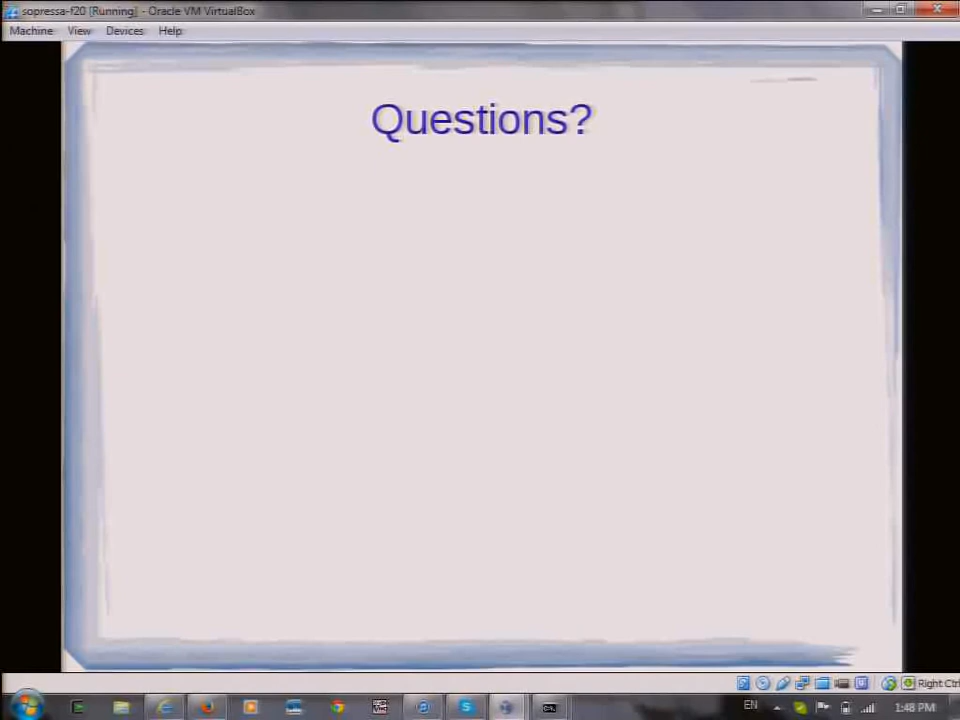 sopressa-f20 [Running] - Oracle VM VirtualBox
Machine View Devices Help
Questions?
Right Ctrl
EN
1:48 PM